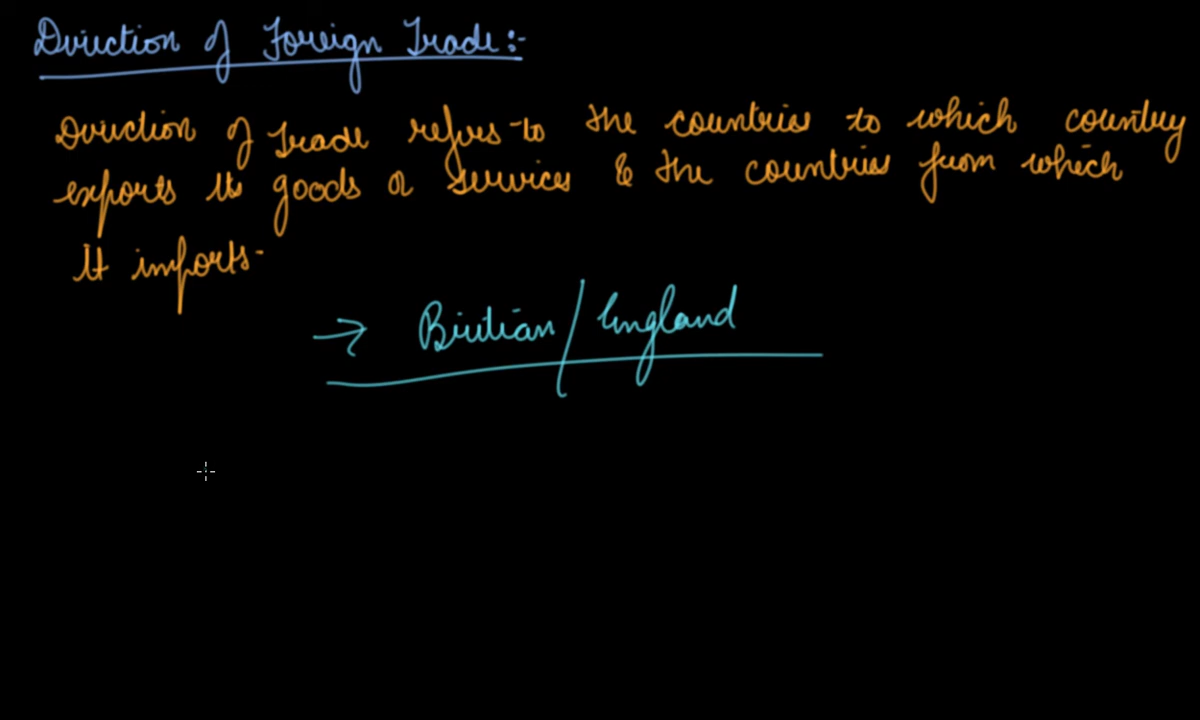 Direction of Foreign Trade:-
Direction of Trade refers to the countries to which country
exports its goods or services & the countries from which
It imports.
→ Britian/England